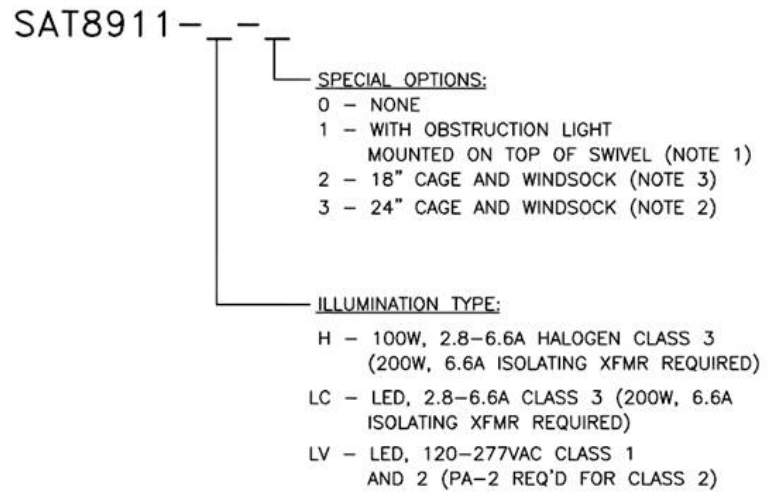 SAT8911-_-_
SPECIAL OPTIONS:
0 - NONE
1 - WITH OBSTRUCTION LIGHT
MOUNTED ON TOP OF SWIVEL (NOTE 1)
2 - 18" CAGE AND WINDSOCK (NOTE 3)
3 - 24" CAGE AND WINDSOCK (NOTE 2)
ILLUMINATION TYPE:
H - 100W, 2.8-6.6A HALOGEN CLASS 3
(200W, 6.6A ISOLATING XFMR REQUIRED)
LC - LED, 2.8-6.6A CLASS 3 (200W, 6.6A
ISOLATING XFMR REQUIRED)
LV - LED, 120-277VAC CLASS 1
AND 2 (PA-2 REQ'D FOR CLASS 2)